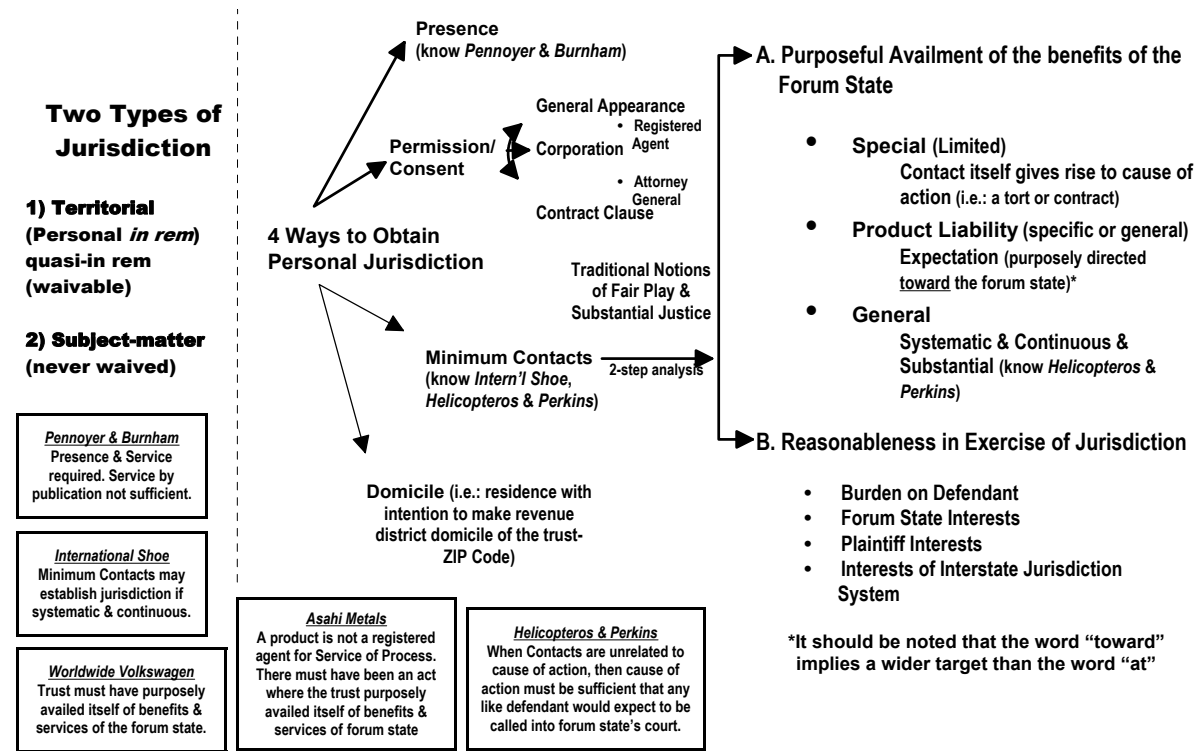 Two Types of
Jurisdiction
1) Territorial
(Personal in rem)
quasi-in rem
(waivable)
2) Subject-matter
(never waived)
Pennoyer & Burnham
Presence & Service
required. Service by
publication not sufficient.
International Shoe
Minimum Contacts may
establish jurisdiction if
systematic & continuous.
Worldwide Volkswagen
Trust must have purposely
availed itself of benefits &
services of the forum state.
4 Ways to Obtain
Personal Jurisdiction
Presence
(know Pennoyer & Burnham)
Permission/
Consent
General Appearance
• Registered
Agent
Corporation
• Attorney
General
Contract Clause
Traditional Notions
of Fair Play &
Substantial Justice
Minimum Contacts
(know Intern'l Shoe,
Helicopteros & Perkins)
2-step analysis
Domicile (i.e.: residence with
intention to make revenue
district domicile of the trust-
ZIP Code)
Asahi Metals
A product is not a registered
agent for Service of Process.
There must have been an act
where the trust purposely
availed itself of benefits &
services of forum state
Helicopteros & Perkins
When Contacts are unrelated to
cause of action, then cause of
action must be sufficient that any
like defendant would expect to be
called into forum state's court.
A. Purposeful Availment of the benefits of the
Forum State
• Special (Limited)
Contact itself gives rise to cause of
action (i.e.: a tort or contract)
• Product Liability (specific or general)
Expectation (purposely directed
toward the forum state)*
• General
Systematic & Continuous &
Substantial (know Helicopteros &
Perkins)
B. Reasonableness in Exercise of Jurisdiction
• Burden on Defendant
• Forum State Interests
• Plaintiff Interests
• Interests of Interstate Jurisdiction
System
*It should be noted that the word “toward”
implies a wider target than the word “at”